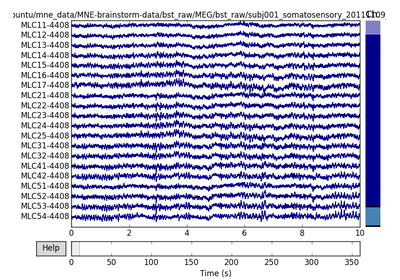 ountu/mne_data/MNE-brainstorm-data/bst_raw/MEG/bst_raw/subj001_somatosensory_20111109
MLC11-4408
MLC12-4408
MLC13-4408
MLC14-4408
MLC15-4408
MLC16-4408
MLC17-4408
MLC21-4408
MLC22-4408
MLC23-4408
MLC24-4408
MLC25-4408
MLC31-4408
MLC32-4408
MLC41-4408
MLC42-4408
MLC51-4408
MLC52-4408
MLC53-4408
MLC54-4408
0 2 4 6 8 10
Help
0 50 100 150 200 250 300 350
Time (s)